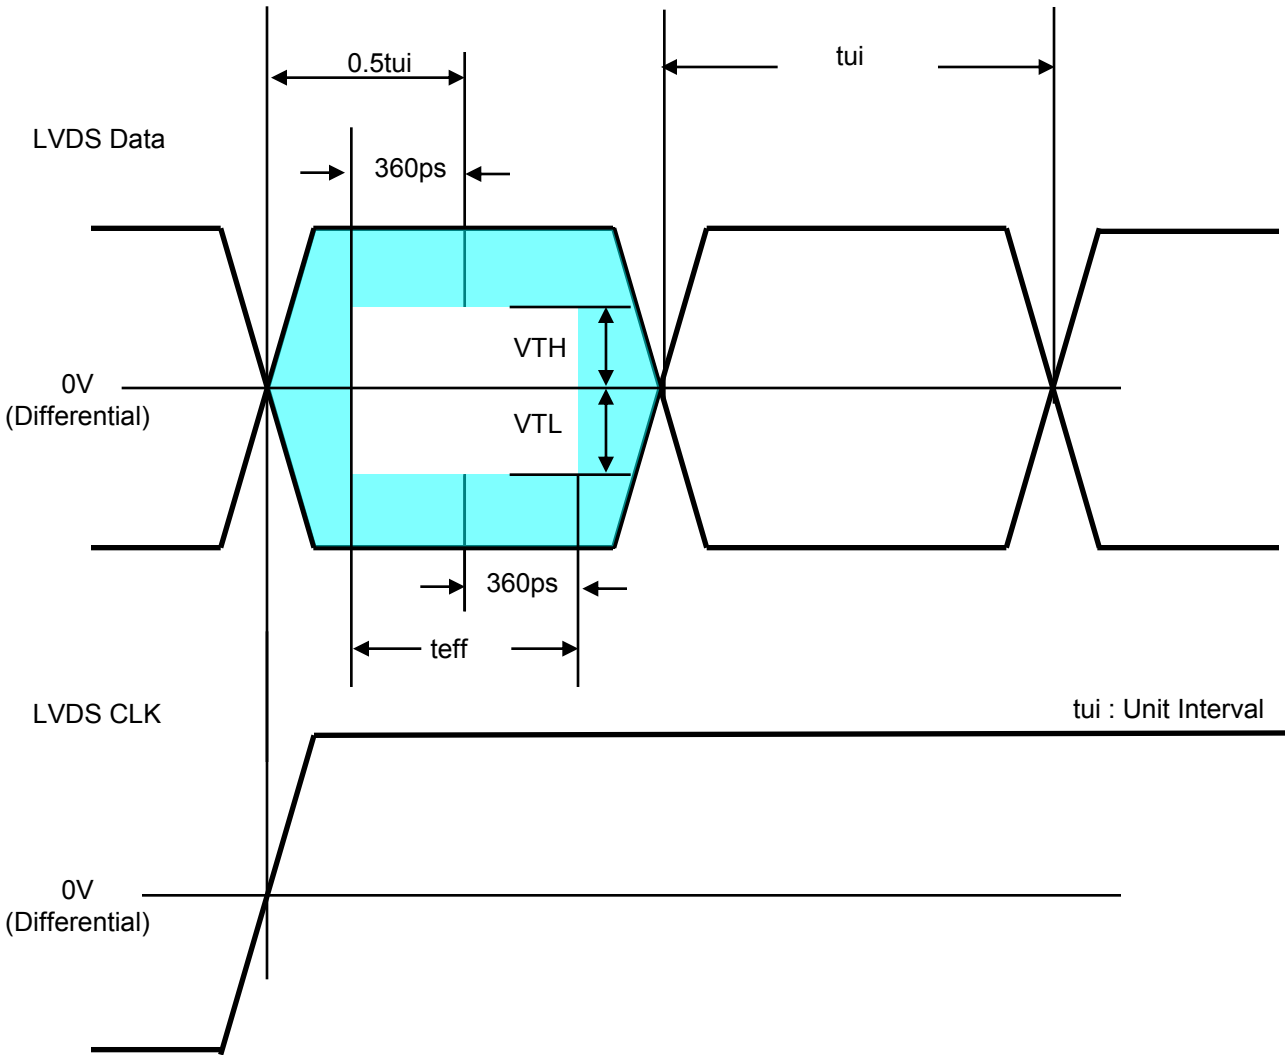 0.5tui
tui
LVDS Data
360ps
VTH
0V
(Differential)
VTL
360ps
teff
LVDS CLK
tui : Unit Interval
0V
(Differential)